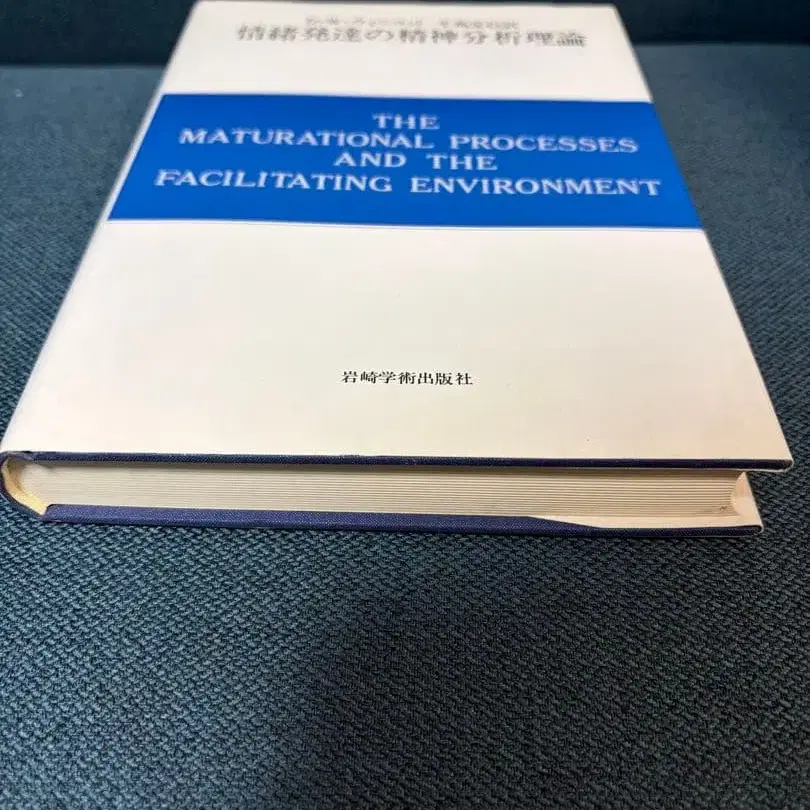 情緒発達の精神分析理論
THE
MATURATIONAL PROCESSES
AND THE
FACILITATING ENVIRONMENT
岩崎学術出版社